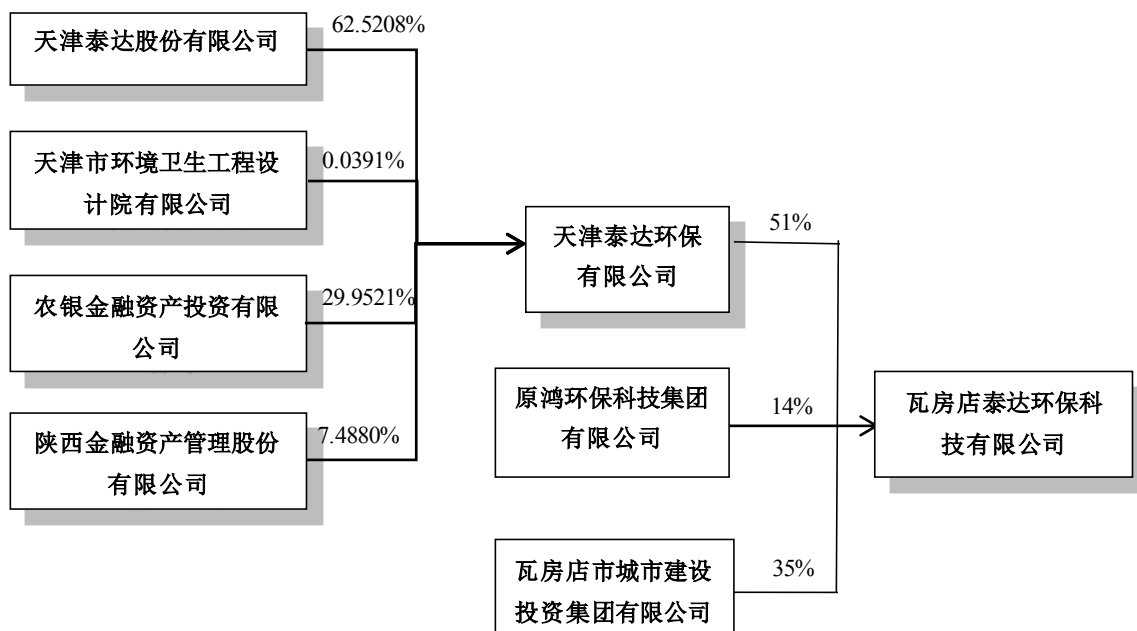 天津泰达股份有限公司
62.5208%
天津市环境卫生工程设
计院有限公司
0.0391%
农银金融资产投资有限
公司
29.9521%
陕西金融资产管理股份
有限公司
7.4880%
天津泰达环保
有限公司
51%
原鸿环保科技集团
有限公司
14%
瓦房店市城市建设
投资集团有限公司
35%
瓦房店泰达环保科
技有限公司